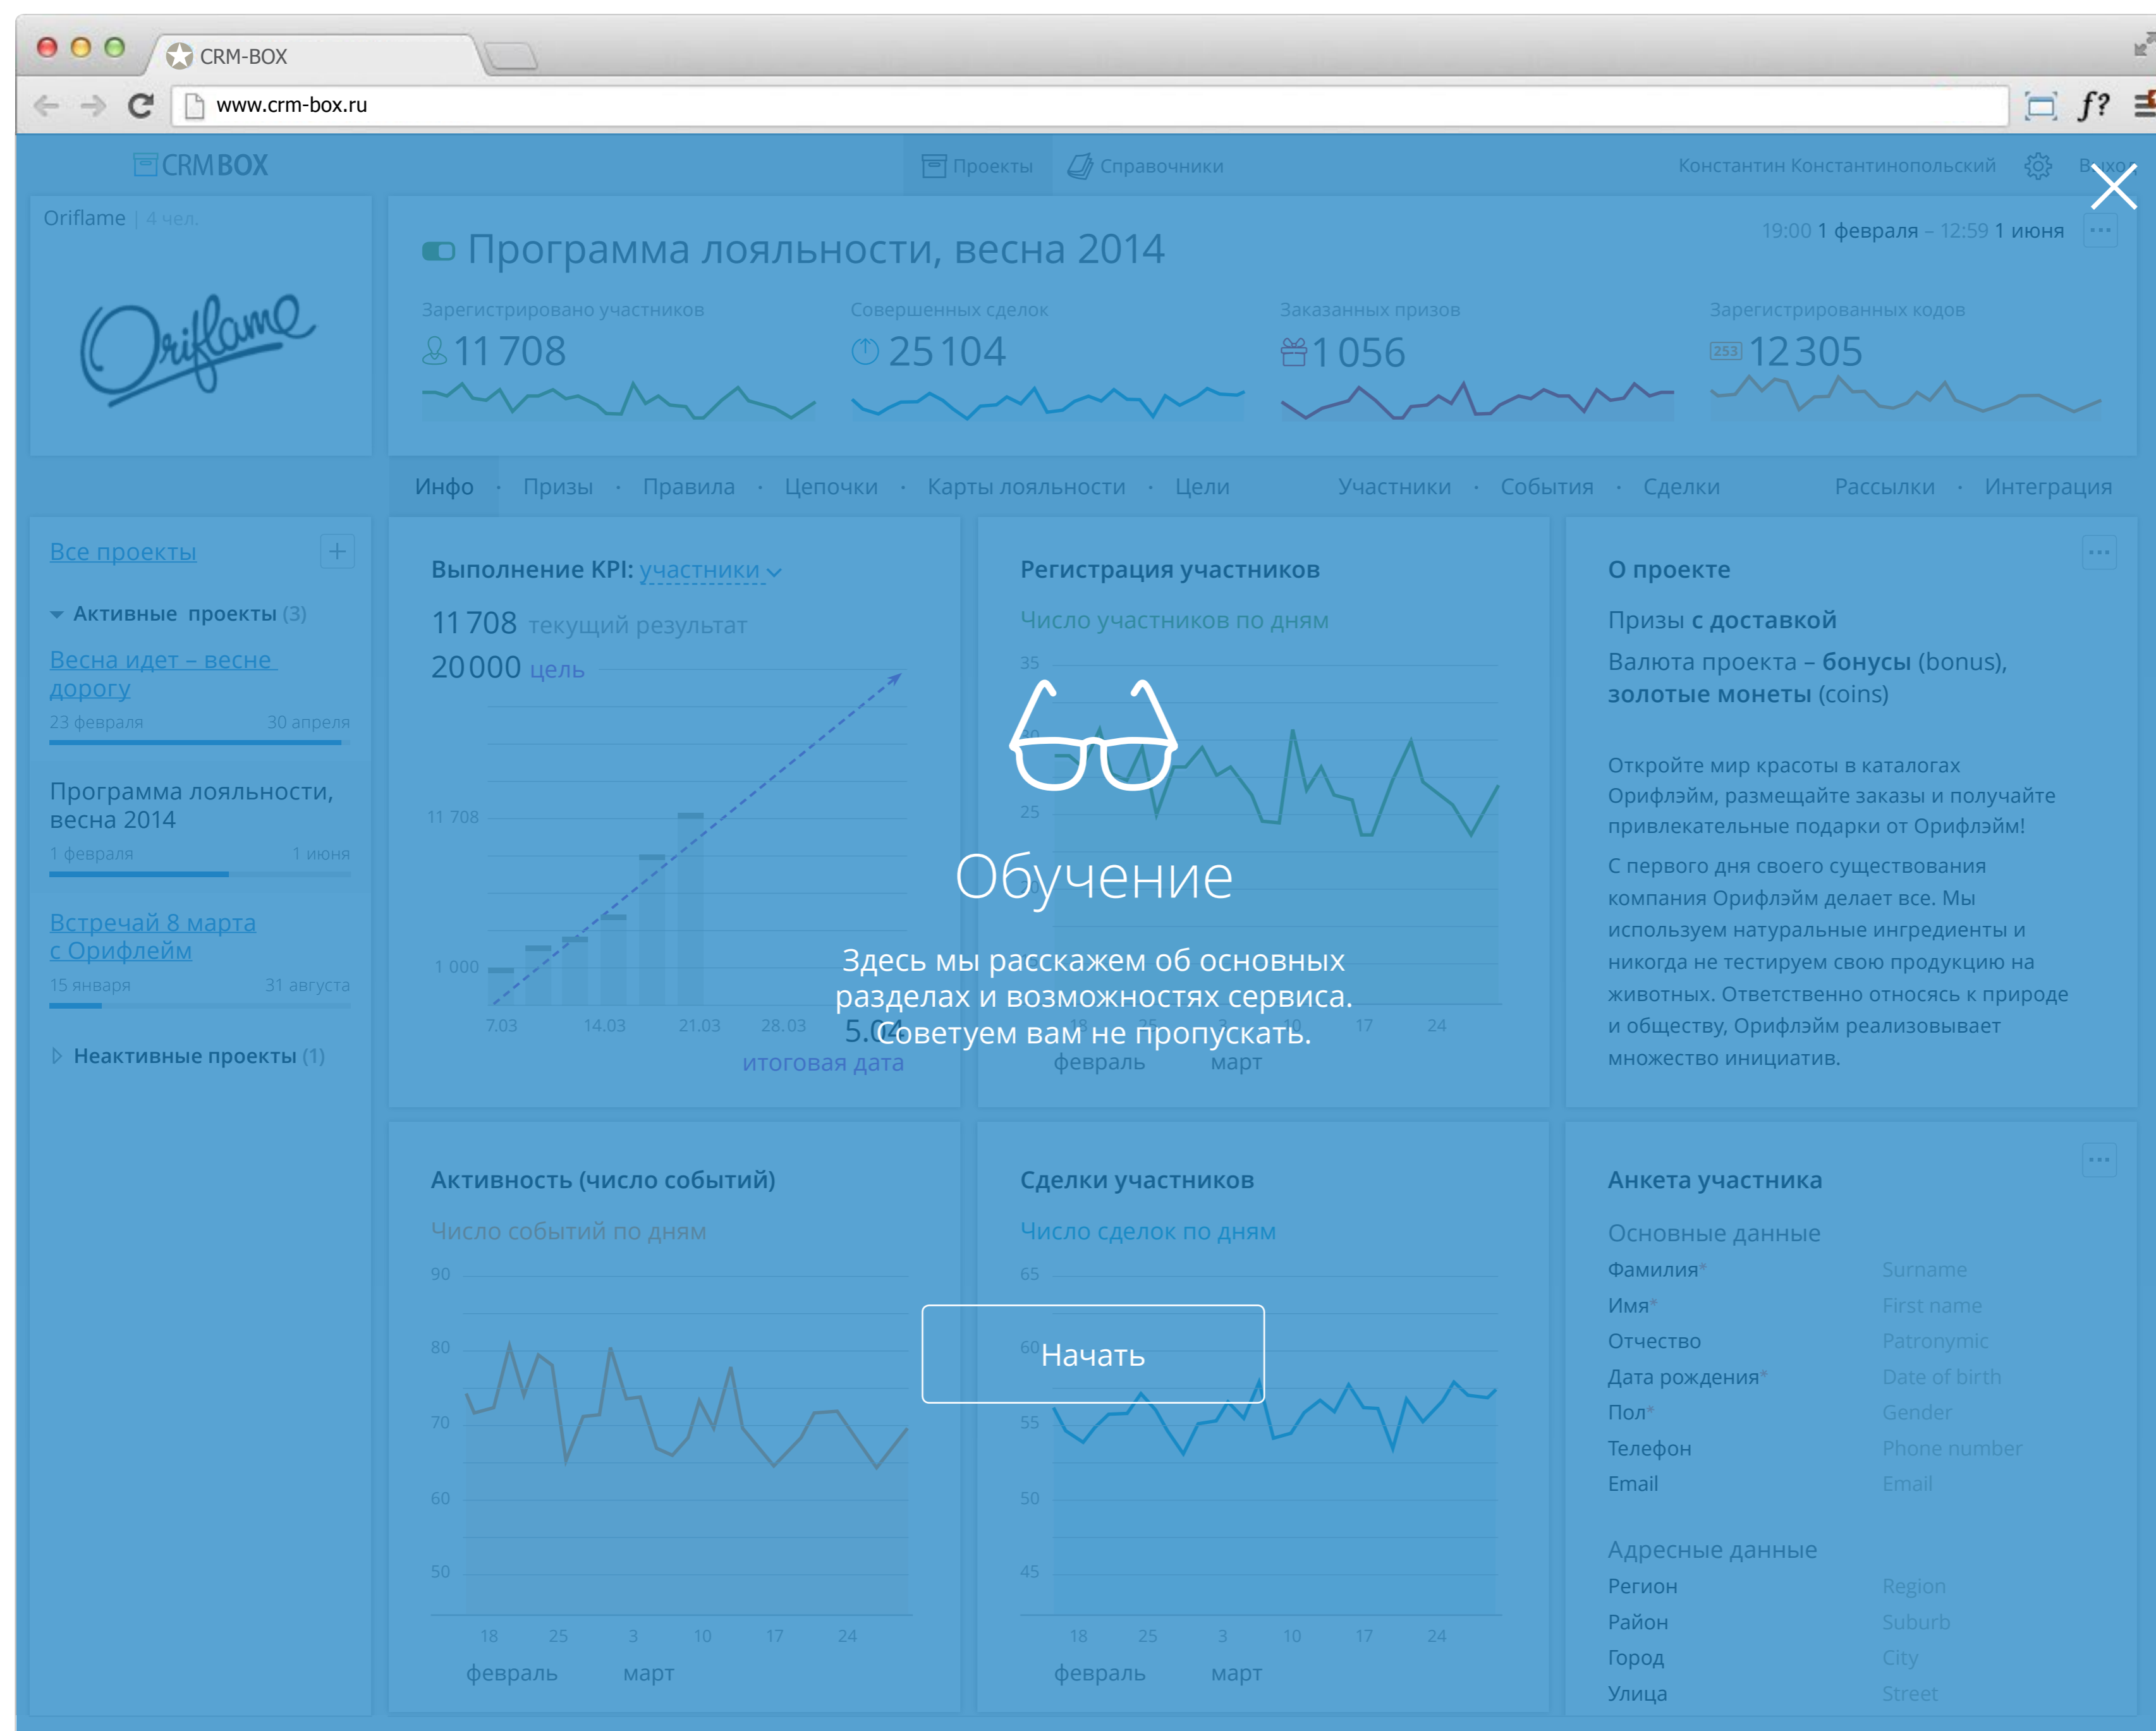 CRM-BOX
www.crm-box.ru
f?
CRMBOX
Проекты
Справочники
Константин Константинопольский
Выход
Oriflame | 4 чел.
Oriflame
Программа лояльности, весна 2014
19:00 1 февраля – 12:59 1 июня
Зарегистрировано участников
11 708
Совершенных сделок
25 104
Заказанных призов
1 056
Зарегистрированных кодов
253 12 305
Инфо · Призы · Правила · Цепочки · Карты лояльности · Цели
Участники · События · Сделки
Рассылки · Интеграция
Все проекты
Активные проекты (3)
Весна идет – весне
дорогу
23 февраля 30 апреля
Программа лояльности,
весна 2014
1 февраля 1 июня
Встречай 8 марта
с Орифлейм
15 января 31 августа
Неактивные проекты (1)
Выполнение KPI: участники
11 708 текущий результат
20 000 цель
11 708
1 000
7.03 14.03 21.03 28.03 5.04
итоговая дата
Регистрация участников
Число участников по дням
35
30
25
18 25 3 10 17 24
февраль март
Обучение
Здесь мы расскажем об основных
разделах и возможностях сервиса.
Советуем вам не пропускать.
Начать
О проекте
Призы с доставкой
Валюта проекта – бонусы (bonus),
золотые монеты (coins)
Откройте мир красоты в каталогах
Орифлэйм, размещайте заказы и получайте
привлекательные подарки от Орифлэйм!
С первого дня своего существования
компания Орифлэйм делает все. Мы
используем натуральные ингредиенты и
никогда не тестируем свою продукцию на
животных. Ответственно относясь к природе
и обществу, Орифлэйм реализовывает
множество инициатив.
Активность (число событий)
Число событий по дням
90
80
70
60
50
18 25 3 10 17 24
февраль март
Сделки участников
Число сделок по дням
65
60
55
50
45
18 25 3 10 17 24
февраль март
Анкета участника
Основные данные
Фамилия* Surname
Имя* First name
Отчество Patronymic
Дата рождения* Date of birth
Пол* Gender
Телефон Phone number
Email Email
Адресные данные
Регион Region
Район Suburb
Город City
Улица Street